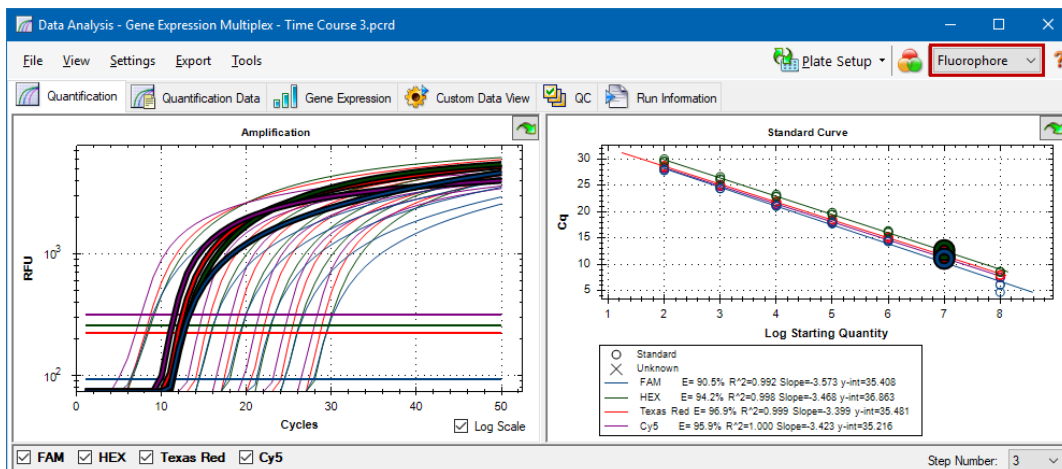 Data Analysis - Gene Expression Multiplex - Time Course 3.pcrd
File View Settings Export Tools Plate Setup Fluorophore ?
Quantification Quantification Data Gene Expression Custom Data View QC Run Information
Amplification
10^3
10^2
RFU
0 10 20 30 40 50
Cycles
Log Scale
Standard Curve
30
25
20
15
10
5
Cq
1 2 3 4 5 6 7 8
Log Starting Quantity
Standard
Unknown
FAM E= 90.5% R^2=0.992 Slope=-3.573 y-int=35.408
HEX E= 94.2% R^2=0.998 Slope=-3.468 y-int=36.863
Texas Red E= 96.9% R^2=0.999 Slope=-3.399 y-int=35.481
Cy5 E= 95.9% R^2=1.000 Slope=-3.423 y-int=35.216
FAM HEX Texas Red Cy5 Step Number: 3